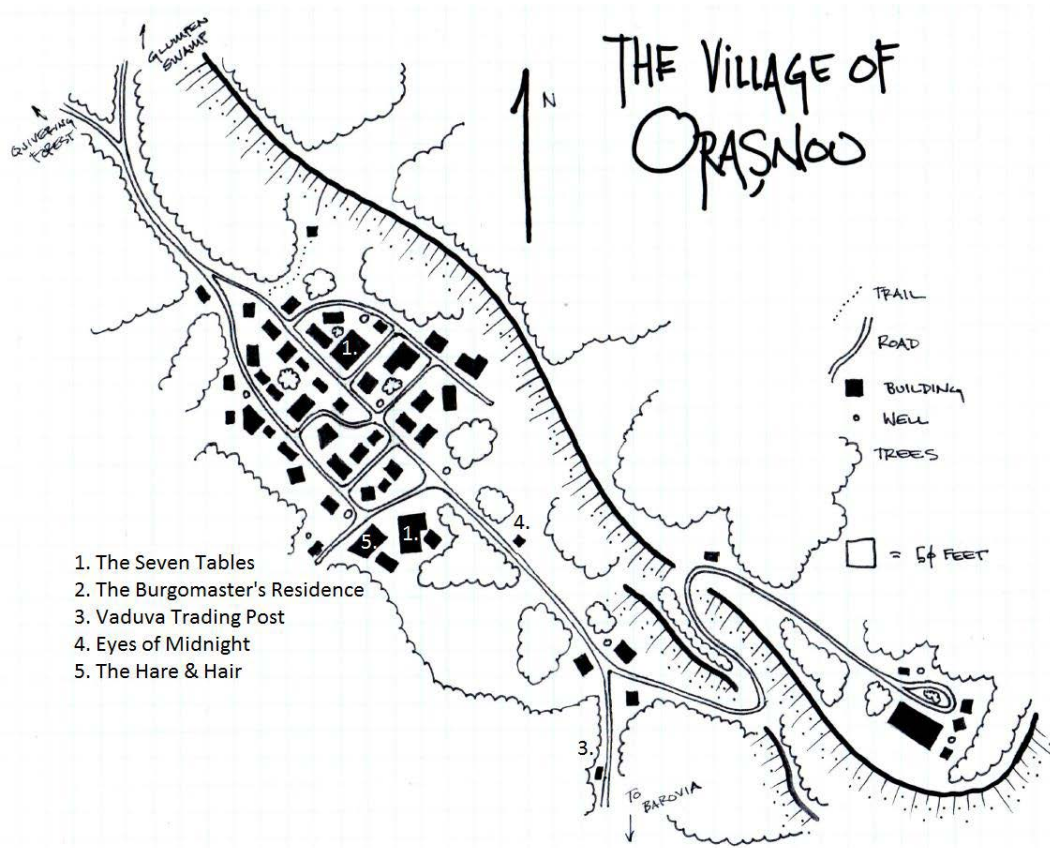 THE VILLAGE OF
ORAȘNOU
GLUMPEN
SWAMP
N
QUIVERING
FOREST
TRAIL
ROAD
BUILDING
WELL
TREES
= 5ϕ FEET
1.
4.
1.
5.
1. The Seven Tables
2. The Burgomaster's Residence
3. Vaduva Trading Post
4. Eyes of Midnight
5. The Hare & Hair
3.
TO
BAROVIA